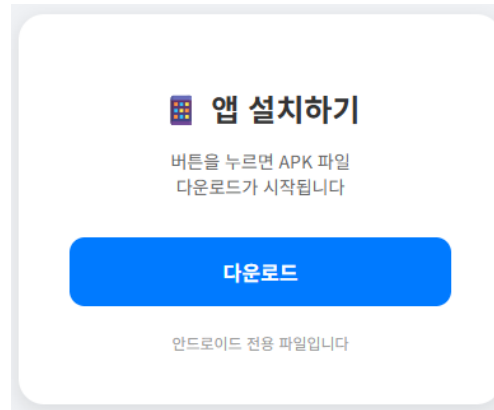 앱 설치하기
버튼을 누르면 APK 파일
다운로드가 시작됩니다
다운로드
안드로이드 전용 파일입니다